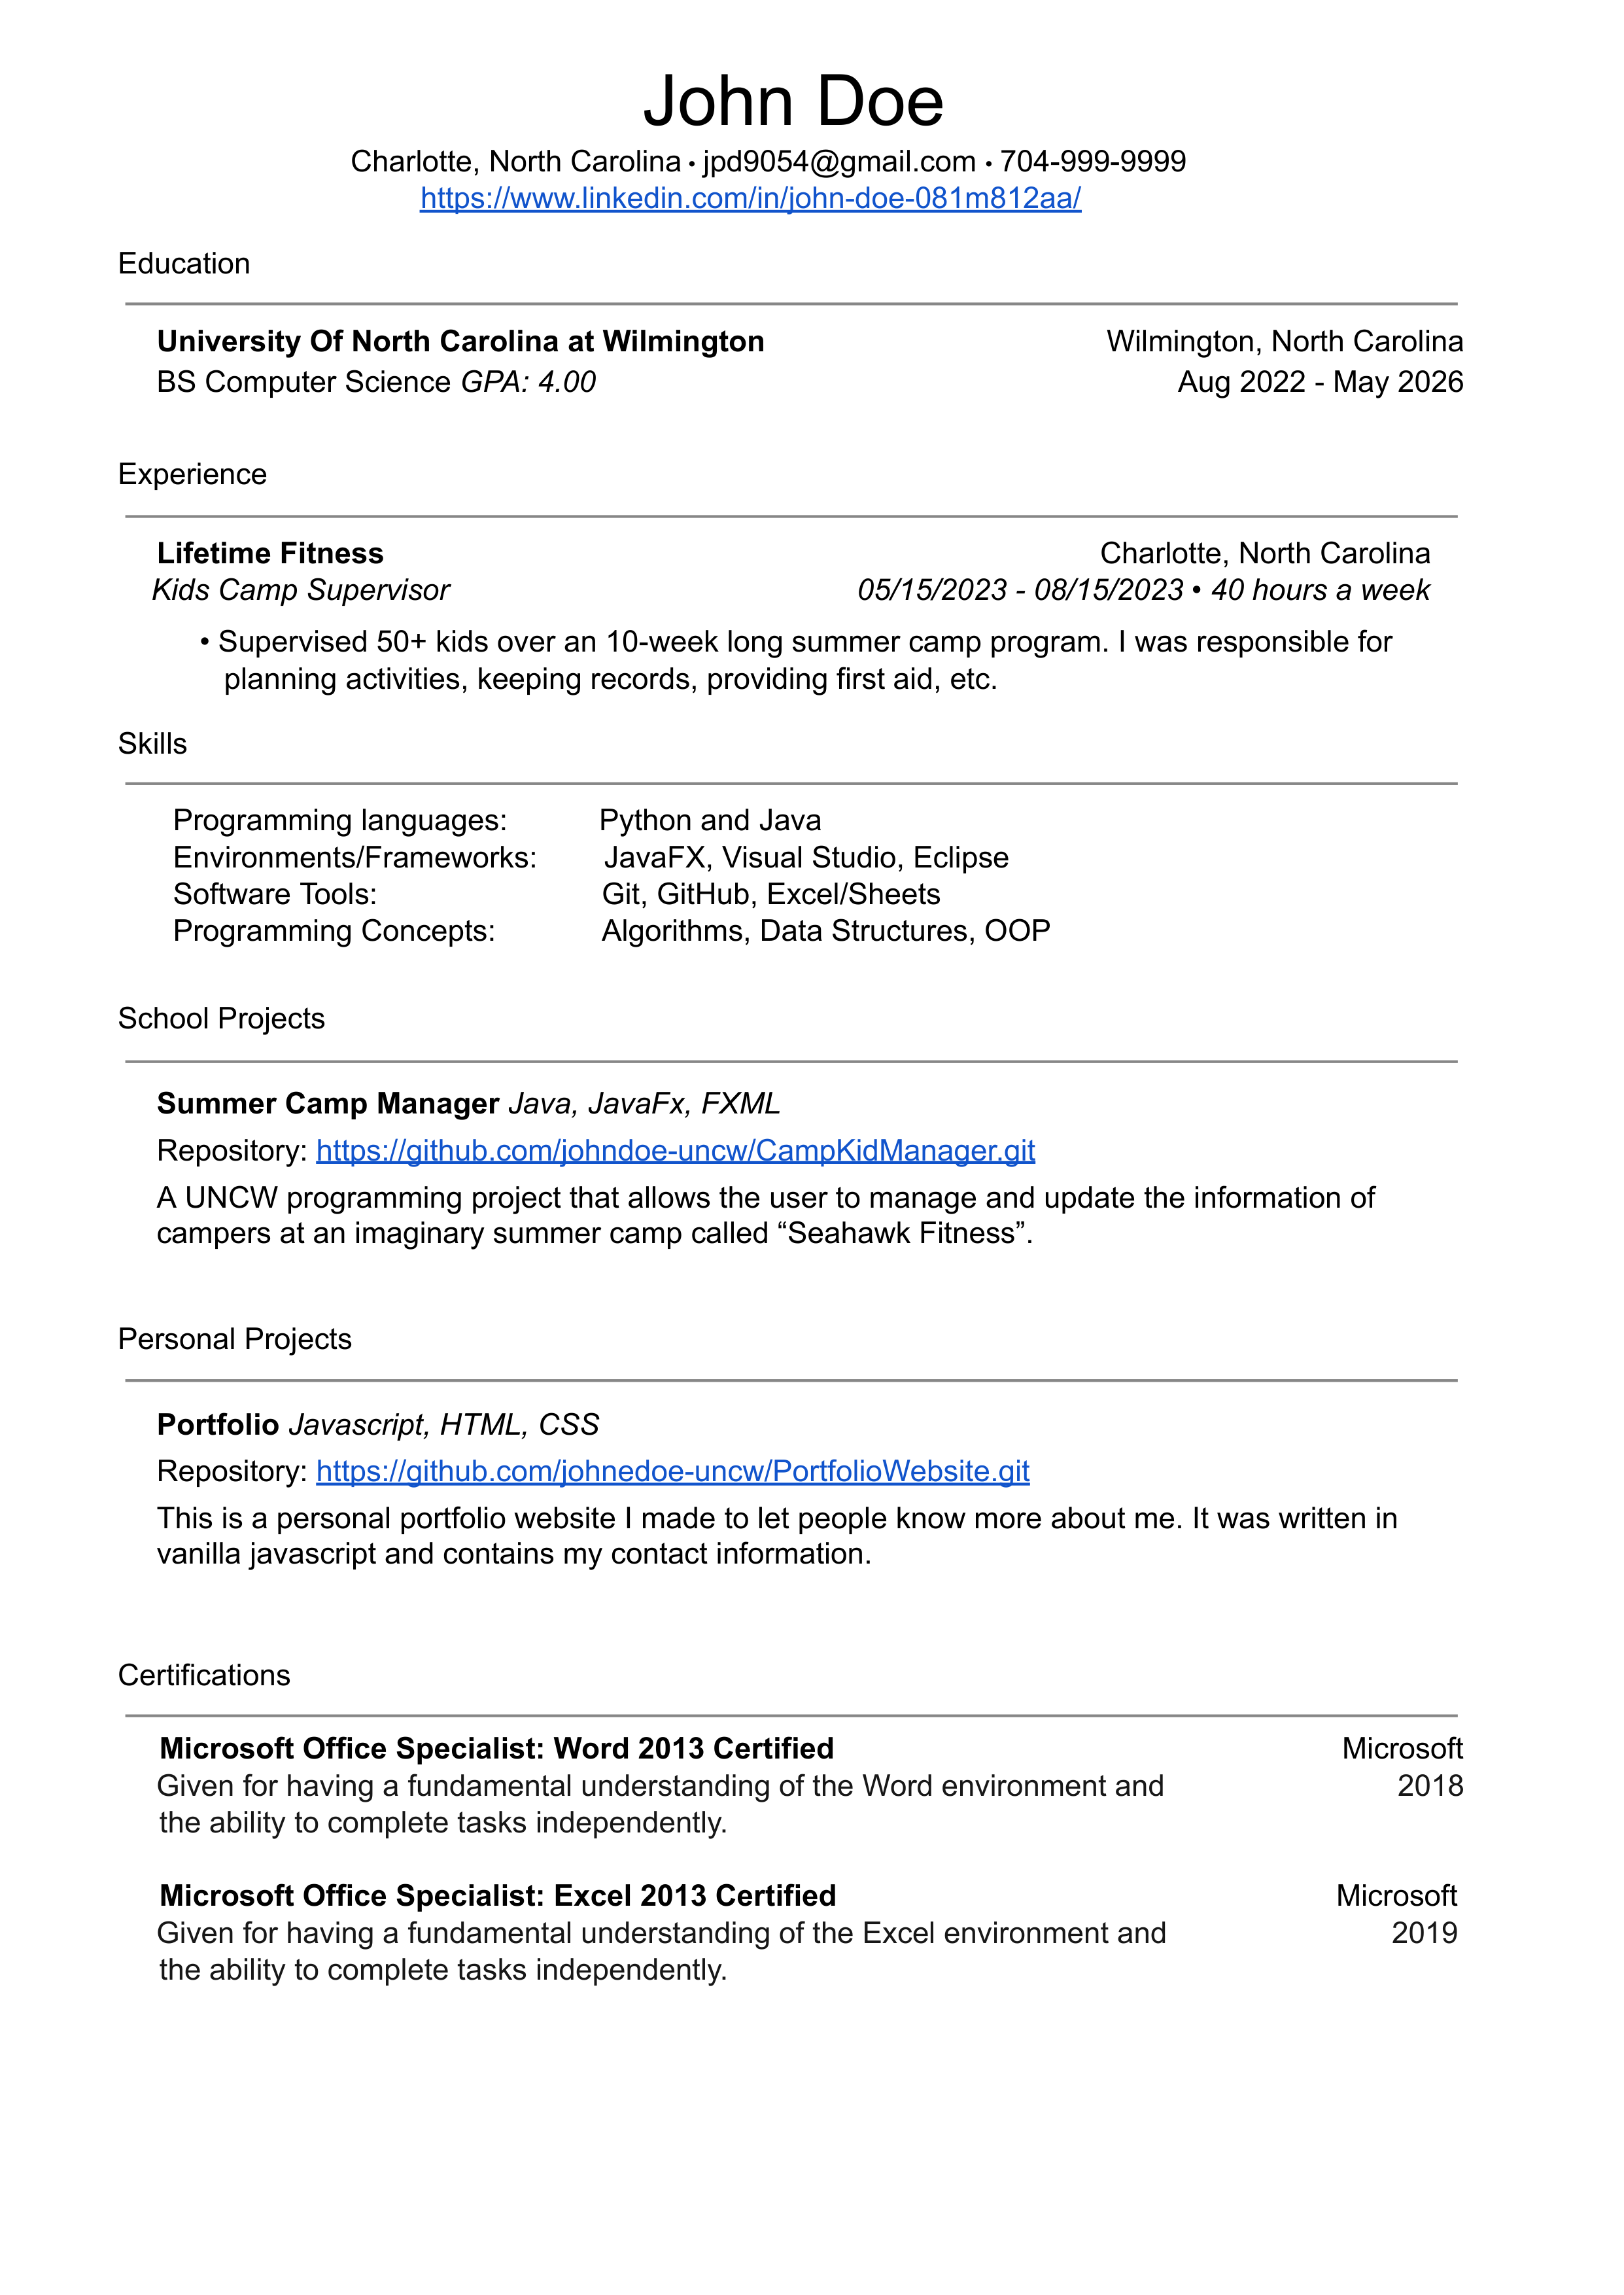 John Doe
Charlotte, North Carolina • jpd9054@gmail.com • 704-999-9999
https://www.linkedin.com/in/john-doe-081m812aa/
Education
University Of North Carolina at Wilmington Wilmington, North Carolina
BS Computer Science GPA: 4.00 Aug 2022 - May 2026
Experience
Lifetime Fitness Charlotte, North Carolina
Kids Camp Supervisor 05/15/2023 - 08/15/2023 • 40 hours a week
• Supervised 50+ kids over an 10-week long summer camp program. I was responsible for
planning activities, keeping records, providing first aid, etc.
Skills
Programming languages: Python and Java
Environments/Frameworks: JavaFX, Visual Studio, Eclipse
Software Tools: Git, GitHub, Excel/Sheets
Programming Concepts: Algorithms, Data Structures, OOP
School Projects
Summer Camp Manager Java, JavaFx, FXML
Repository: https://github.com/johndoe-uncw/CampKidManager.git
A UNCW programming project that allows the user to manage and update the information of
campers at an imaginary summer camp called “Seahawk Fitness”.
Personal Projects
Portfolio Javascript, HTML, CSS
Repository: https://github.com/johnedoe-uncw/PortfolioWebsite.git
This is a personal portfolio website I made to let people know more about me. It was written in
vanilla javascript and contains my contact information.
Certifications
Microsoft Office Specialist: Word 2013 Certified Microsoft
Given for having a fundamental understanding of the Word environment and 2018
the ability to complete tasks independently.
Microsoft Office Specialist: Excel 2013 Certified Microsoft
Given for having a fundamental understanding of the Excel environment and 2019
the ability to complete tasks independently.